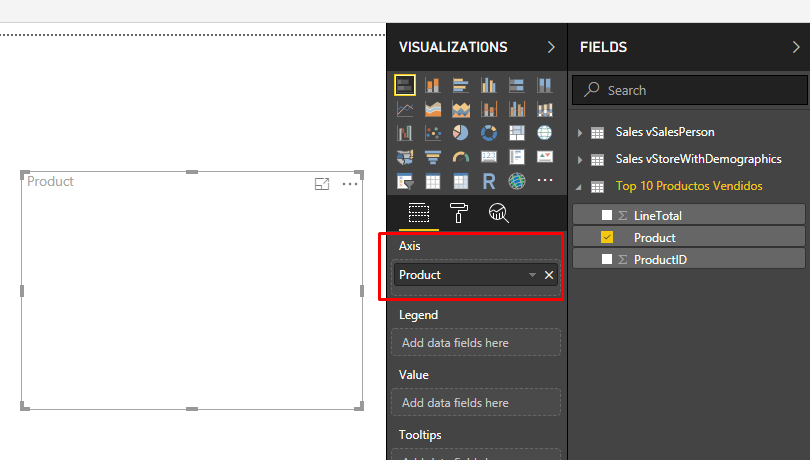 Product
VISUALIZATIONS
R
Axis
Product
Legend
Add data fields here
Value
Add data fields here
Tooltips
FIELDS
Search
Sales vSalesPerson
Sales vStoreWithDemographics
Top 10 Productos Vendidos
Σ LineTotal
Product
Σ ProductID